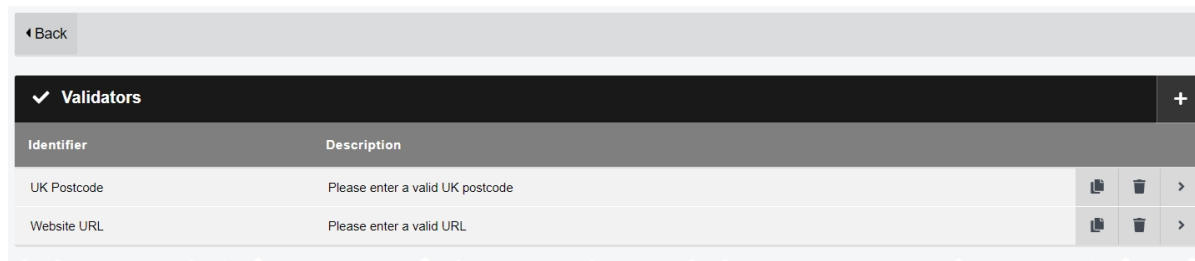 Back
Validators
Identifier Description
UK Postcode Please enter a valid UK postcode
Website URL Please enter a valid URL